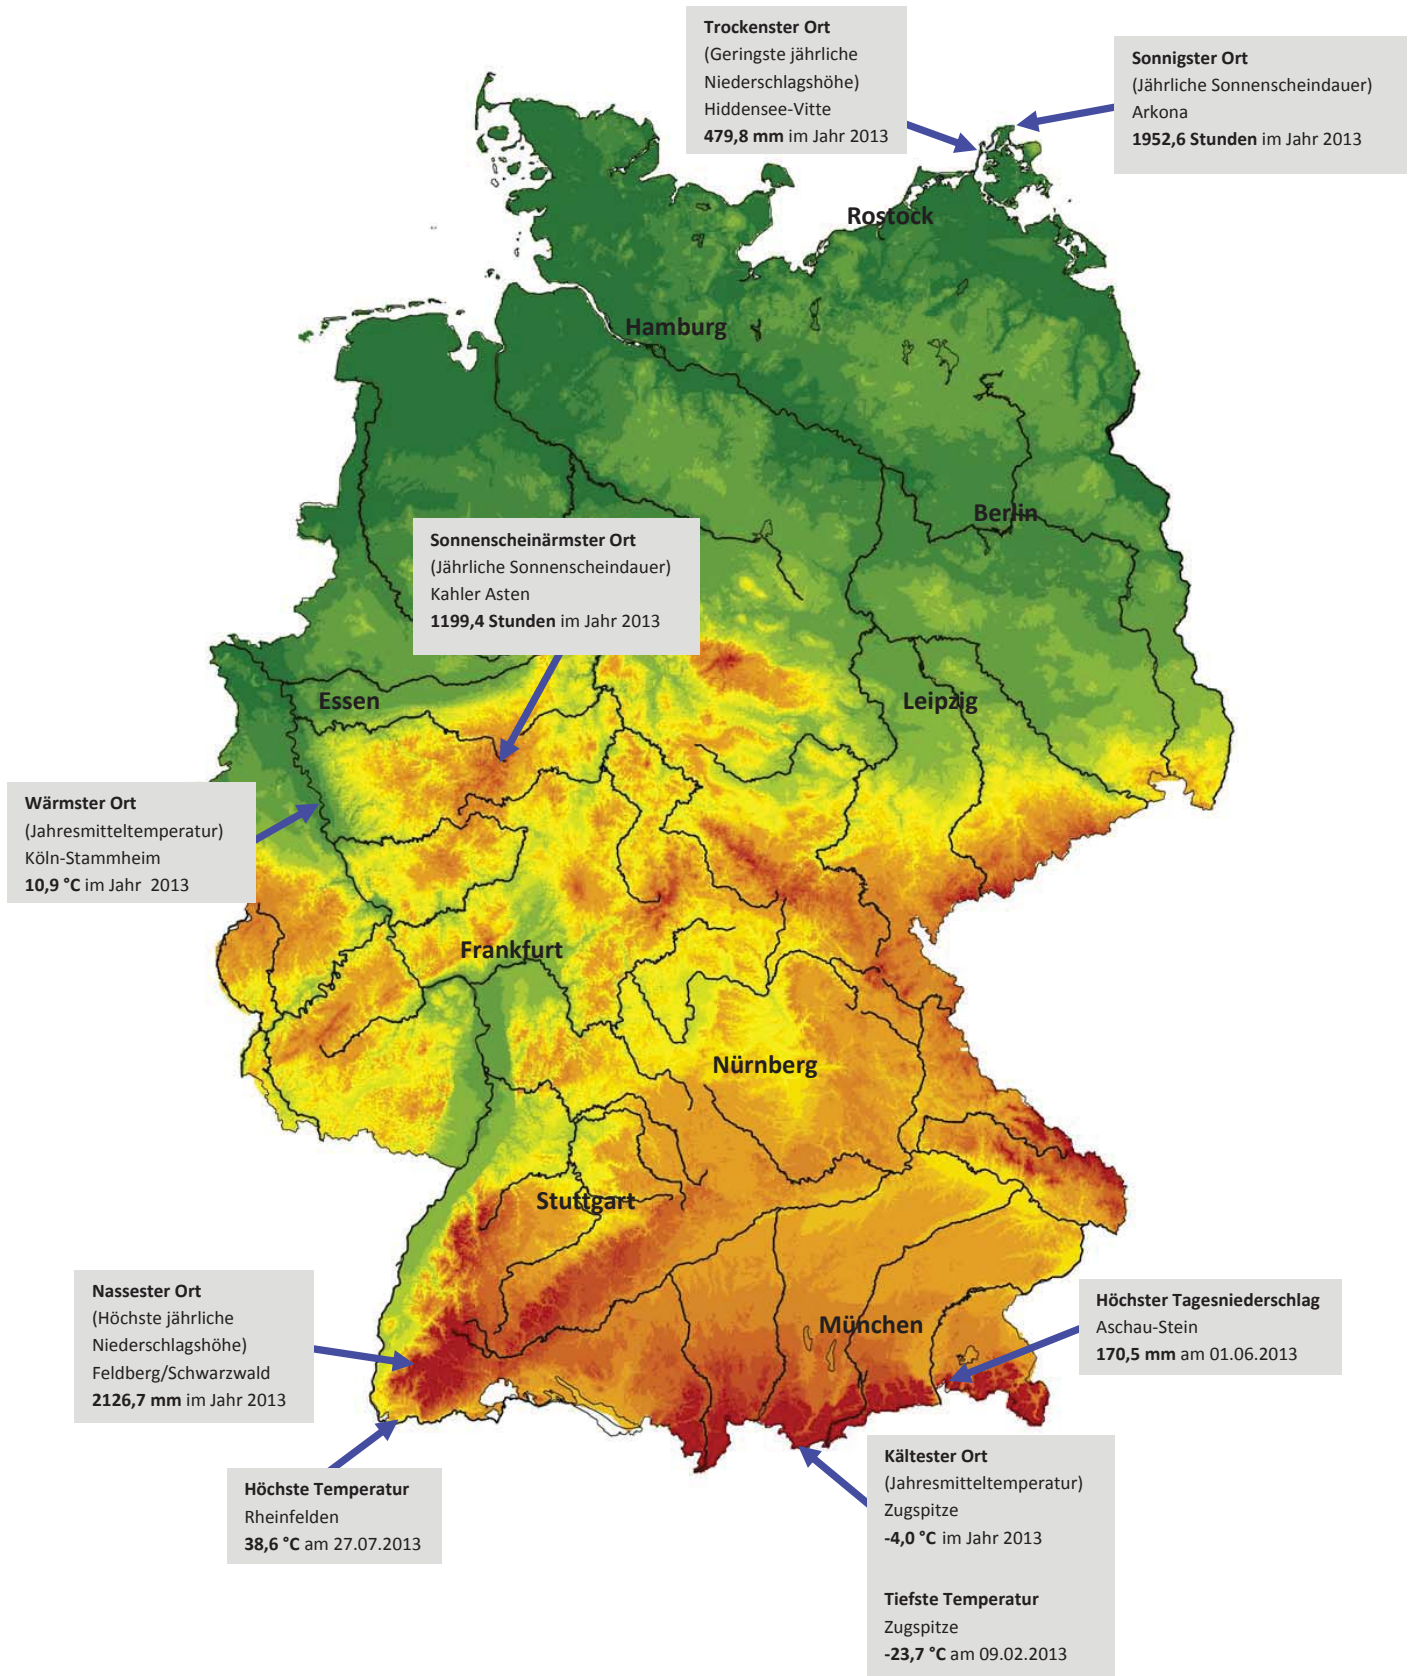 Trockenster Ort
(Geringste jährliche
Niederschlagshöhe)
Hiddensee-Vitte
479,8 mm im Jahr 2013
Sonnigster Ort
(Jährliche Sonnenscheindauer)
Arkona
1952,6 Stunden im Jahr 2013
Rostock
Hamburg
Berlin
Sonnenscheinärmster Ort
(Jährliche Sonnenscheindauer)
Kahler Asten
1199,4 Stunden im Jahr 2013
Essen
Leipzig
Wärmster Ort
(Jahresmitteltemperatur)
Köln-Stammheim
10,9 °C im Jahr 2013
Frankfurt
Nürnberg
Stuttgart
Nassester Ort
(Höchste jährliche
Niederschlagshöhe)
Feldberg/Schwarzwald
2126,7 mm im Jahr 2013
München
Höchster Tagesniederschlag
Aschau-Stein
170,5 mm am 01.06.2013
Höchste Temperatur
Rheinfelden
38,6 °C am 27.07.2013
Kältester Ort
(Jahresmitteltemperatur)
Zugspitze
-4,0 °C im Jahr 2013
Tiefste Temperatur
Zugspitze
-23,7 °C am 09.02.2013